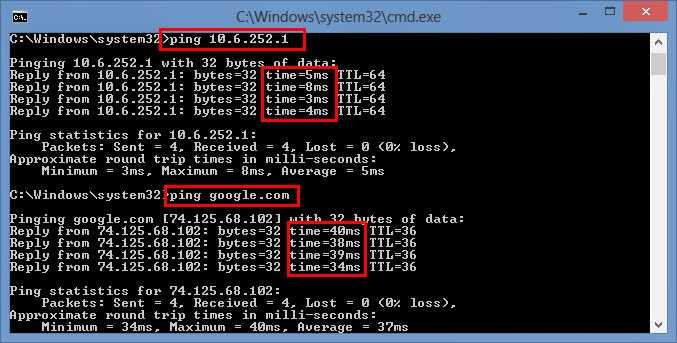 C:\Windows\system32\cmd.exe
C:\Windows\system32>ping 10.6.252.1
Pinging 10.6.252.1 with 32 bytes of data:
Reply from 10.6.252.1: bytes=32 time=5ms TTL=64
Reply from 10.6.252.1: bytes=32 time=8ms TTL=64
Reply from 10.6.252.1: bytes=32 time=3ms TTL=64
Reply from 10.6.252.1: bytes=32 time=4ms TTL=64
Ping statistics for 10.6.252.1:
Packets: Sent = 4, Received = 4, Lost = 0 (0% loss),
Approximate round trip times in milli-seconds:
Minimum = 3ms, Maximum = 8ms, Average = 5ms
C:\Windows\system32>ping google.com
Pinging google.com [74.125.68.102] with 32 bytes of data:
Reply from 74.125.68.102: bytes=32 time=40ms TTL=36
Reply from 74.125.68.102: bytes=32 time=38ms TTL=36
Reply from 74.125.68.102: bytes=32 time=39ms TTL=36
Reply from 74.125.68.102: bytes=32 time=34ms TTL=36
Ping statistics for 74.125.68.102:
Packets: Sent = 4, Received = 4, Lost = 0 (0% loss),
Approximate round trip times in milli-seconds:
Minimum = 34ms, Maximum = 40ms, Average = 37ms